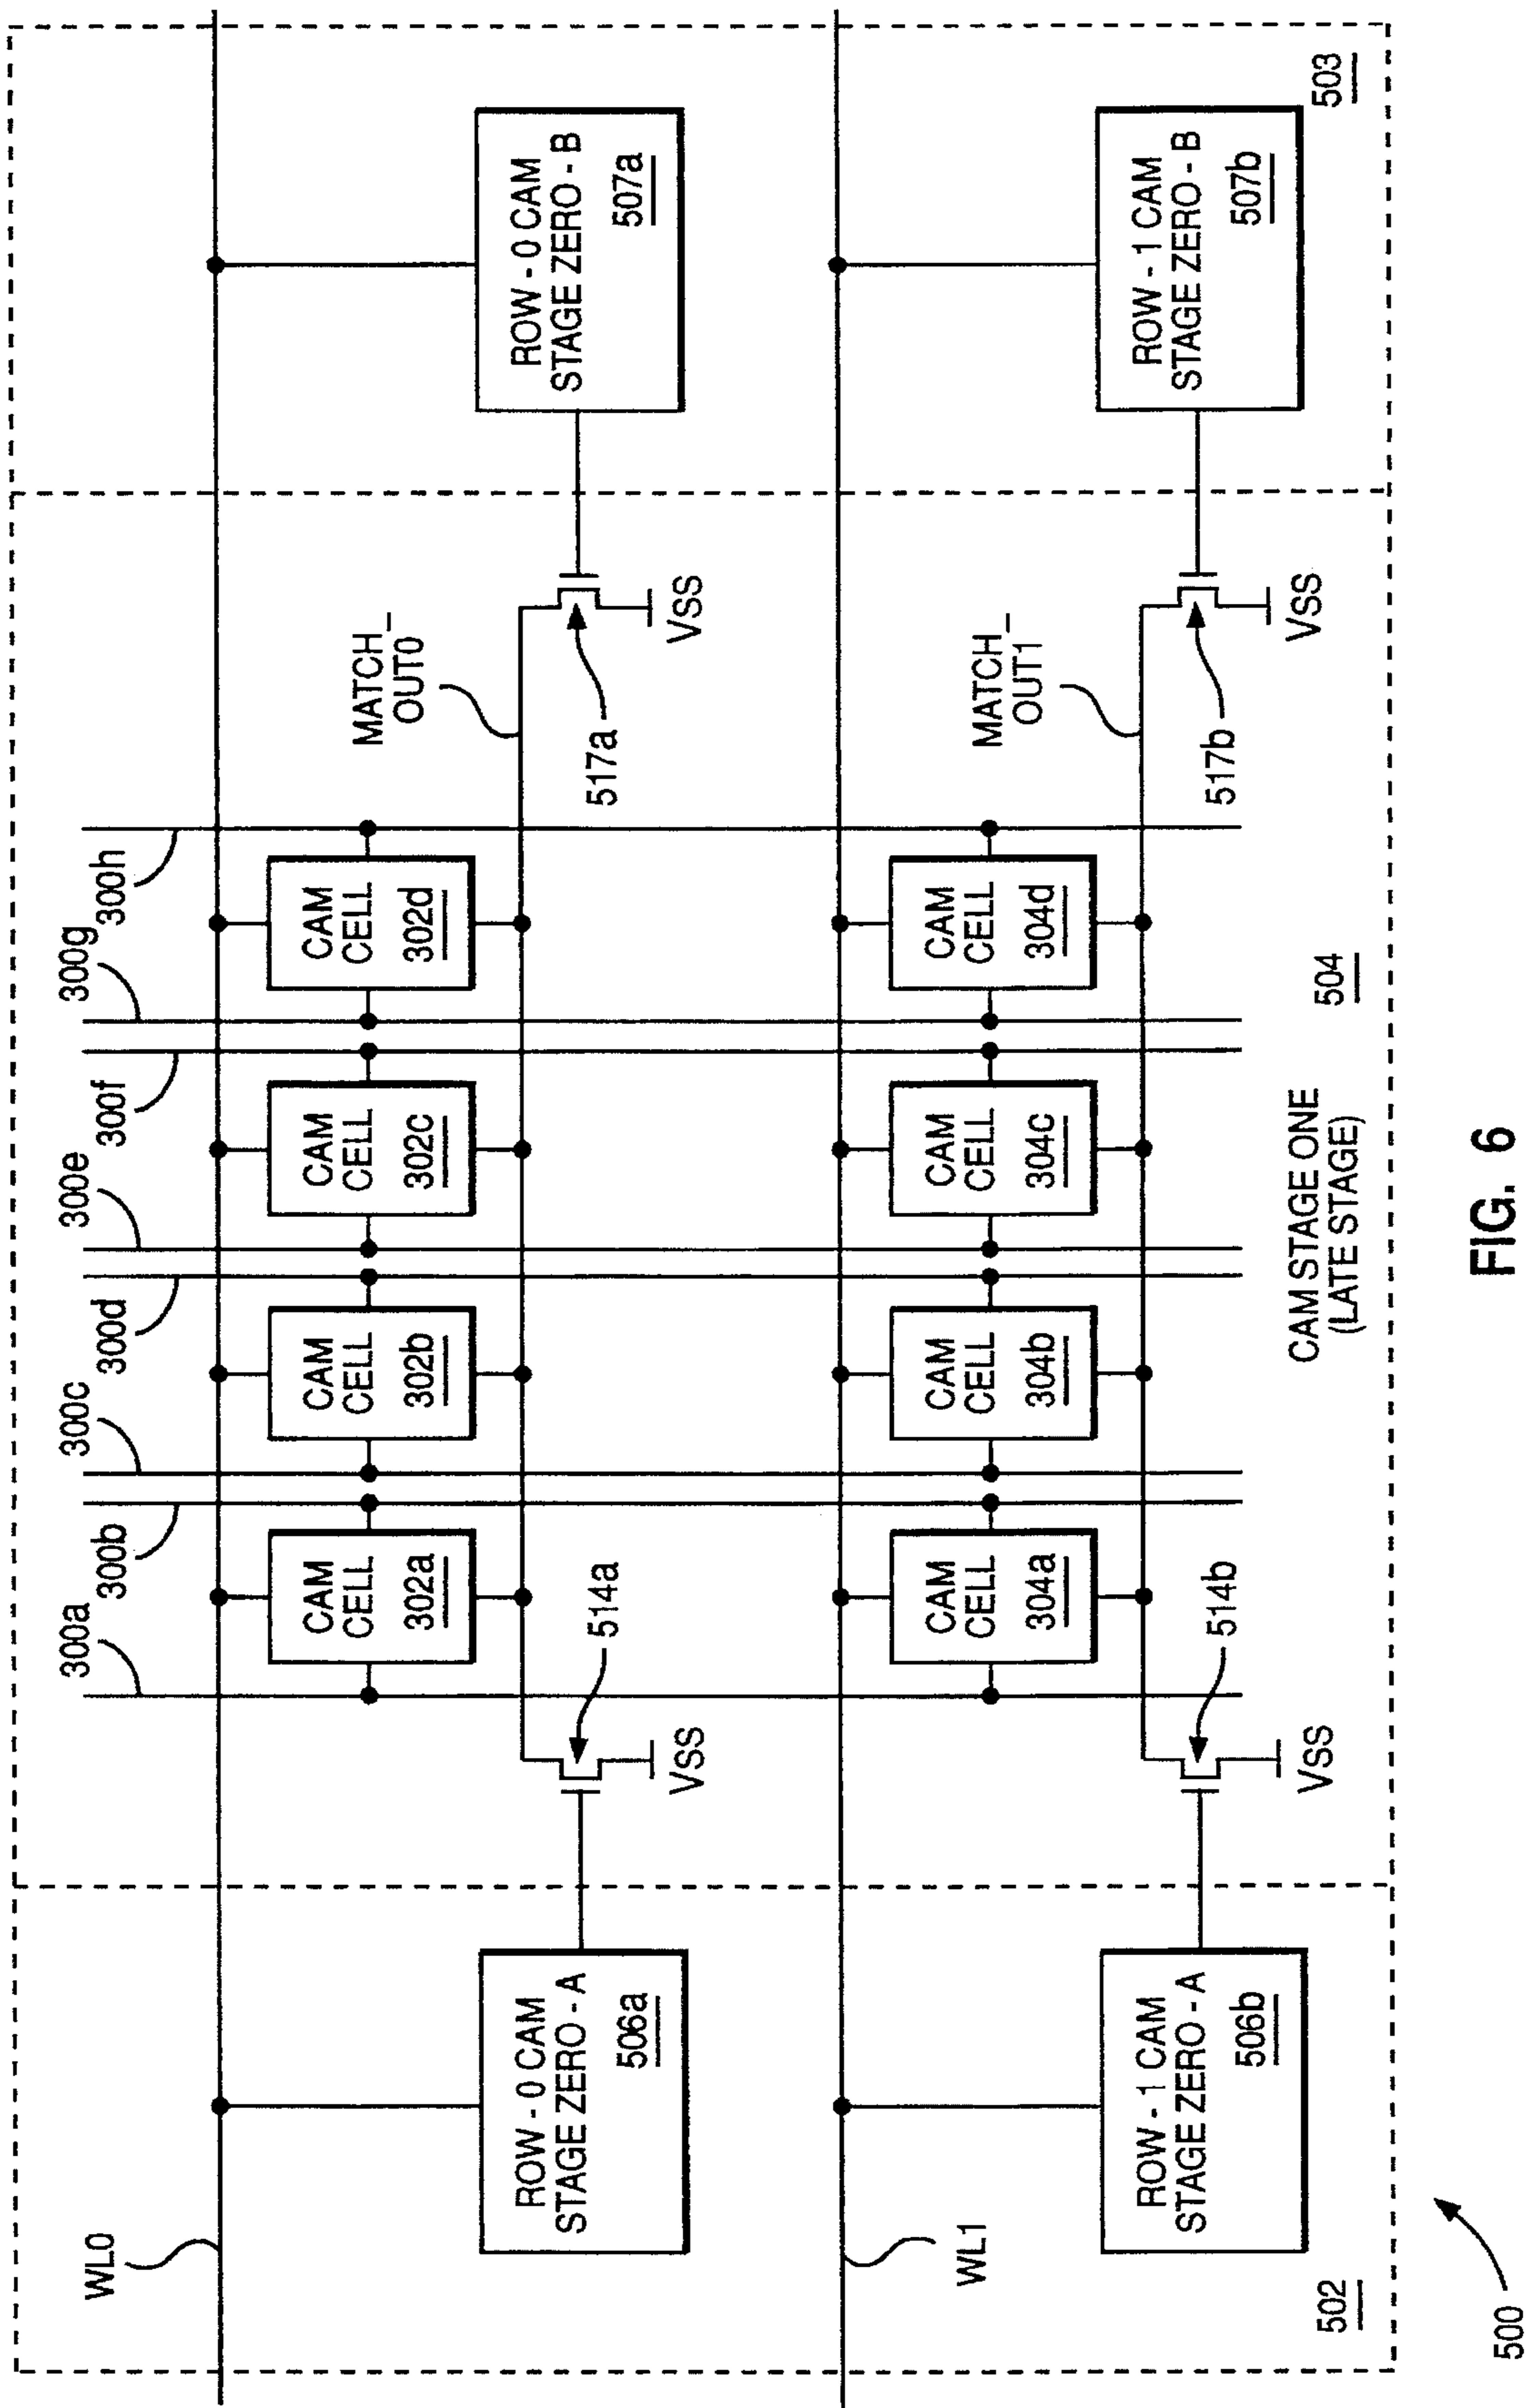 300a
300b
300c
300d
300e
300f
300g
300h
WL0
CAM
CELL
302a
CAM
CELL
302b
CAM
CELL
302c
CAM
CELL
302d
MATCH_
OUT0
ROW - 0 CAM
STAGE ZERO - A
506a
514a
VSS
517a
VSS
ROW - 0 CAM
STAGE ZERO - B
507a
WL1
CAM
CELL
304a
CAM
CELL
304b
CAM
CELL
304c
CAM
CELL
304d
MATCH_
OUT1
ROW - 1 CAM
STAGE ZERO - A
506b
514b
VSS
517b
VSS
ROW - 1 CAM
STAGE ZERO - B
507b
502
CAM STAGE ONE
(LATE STAGE)
504
503
500
FIG. 6